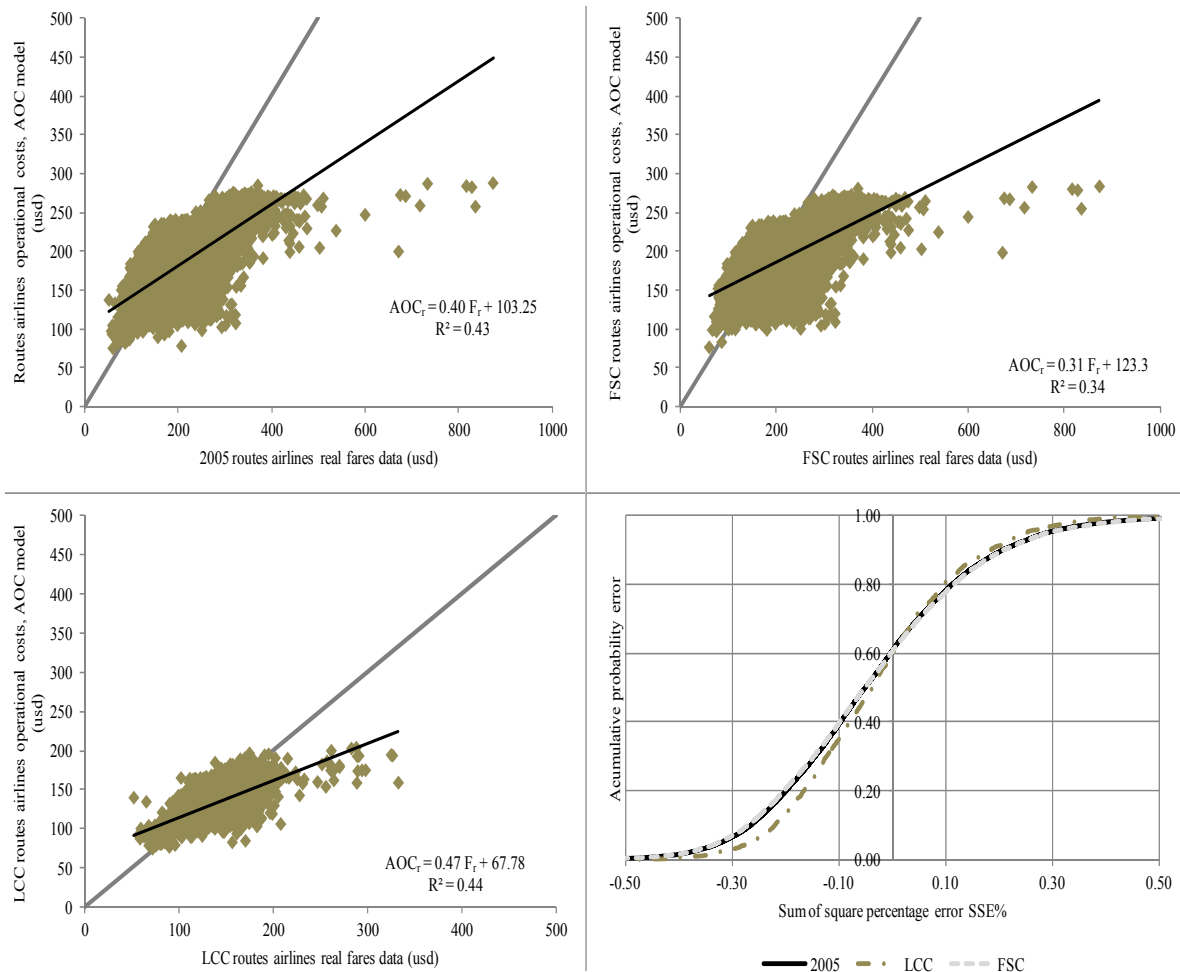 Routes airlines operational costs, AOC model
(usd)
500
450
400
350
300
250
200
150
100
50
0
AOCr = 0.40 Fr + 103.25
R² = 0.43
0 200 400 600 800 1000
2005 routes airlines real fares data (usd)
FSC routes airlines operational costs, AOC model
(usd)
500
450
400
350
300
250
200
150
100
50
0
AOCr = 0.31 Fr + 123.3
R² = 0.34
0 200 400 600 800 1000
FSC routes airlines real fares data (usd)
LCC routes airlines operational costs, AOC model
(usd)
500
450
400
350
300
250
200
150
100
50
0
AOCr = 0.47 Fr + 67.78
R² = 0.44
0 100 200 300 400 500
LCC routes airlines real fares data (usd)
Acumulative probability error
1.00
0.80
0.60
0.40
0.20
0.00
-0.50 -0.30 -0.10 0.10 0.30 0.50
Sum of square percentage error SSE%
2005 LCC FSC